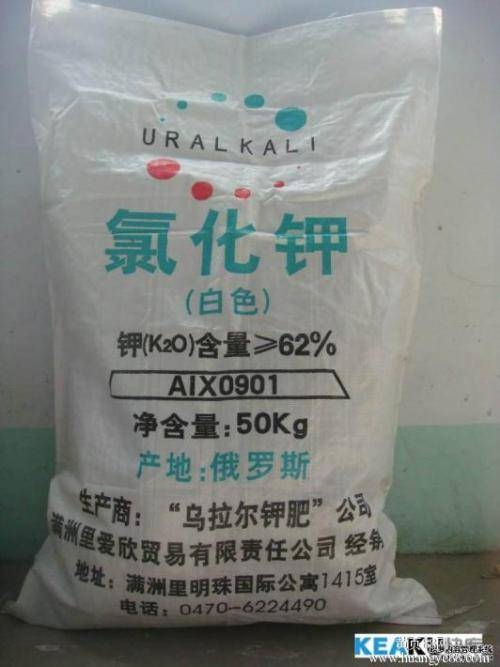 URALKALI
氯化钾
(白色)
钾(K2O)含量≥62%
AIX0901
净含量:50Kg
产地:俄罗斯
生产商:“乌拉尔钾肥”公司
满洲里爱欣贸易有限责任公司 经销
地址:满洲里明珠国际公寓1415室
电话:0470-6224490